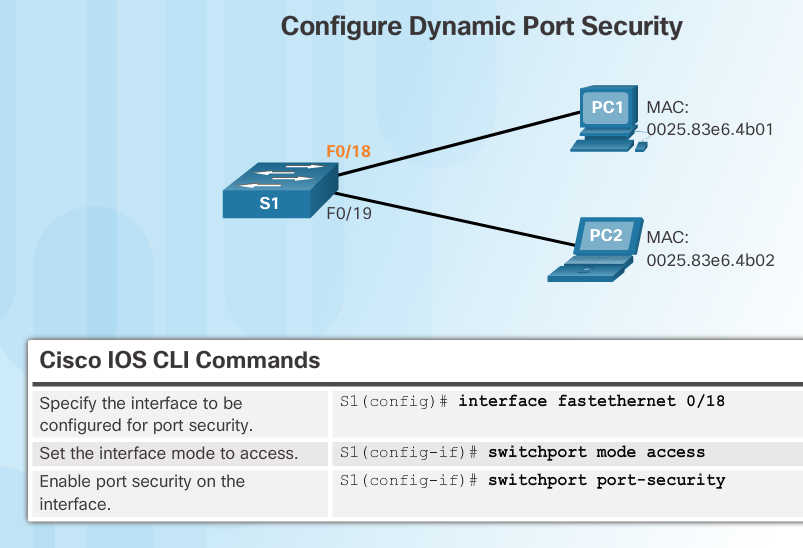 Configure Dynamic Port Security
PC1
MAC:
0025.83e6.4b01
F0/18
S1
F0/19
PC2
MAC:
0025.83e6.4b02
Cisco IOS CLI Commands
Specify the interface to be
configured for port security.
S1(config)# interface fastethernet 0/18
Set the interface mode to access.
S1(config-if)# switchport mode access
Enable port security on the
interface.
S1(config-if)# switchport port-security